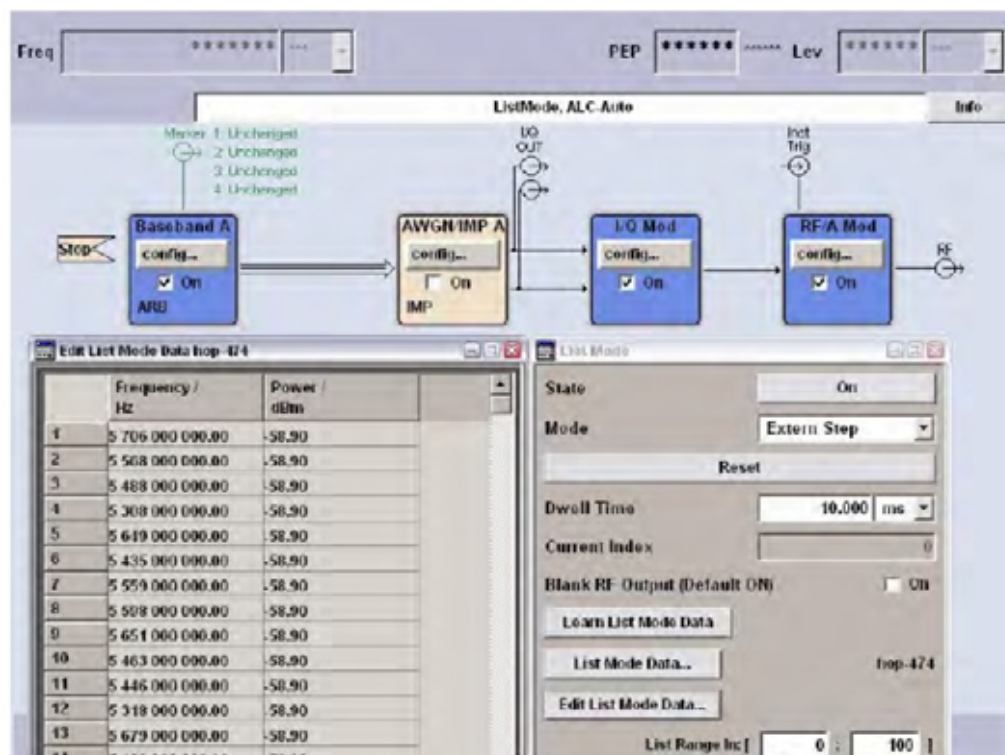 Freq ******* --- PEP ****** ------ Lev ****** ---
ListMode, ALC-Auto Info
Marker 1: Unchanged
2: Unchanged
3: Unchanged
4: Unchanged
I/Q
OUT
Inst
Trig
Stop
Baseband A
config...
On
ARB
AWGN/IMP A
config...
On
IMP
I/Q Mod
config...
On
RF/A Mod
config...
On
RF
Edit List Mode Data hop-474
Frequency / Power /
Hz dBm
1 5 706 000 000.00 -58.90
2 5 568 000 000.00 -58.90
3 5 488 000 000.00 -58.90
4 5 308 000 000.00 -58.90
5 5 649 000 000.00 -58.90
6 5 435 000 000.00 -58.90
7 5 559 000 000.00 -58.90
8 5 598 000 000.00 -58.90
9 5 651 000 000.00 -58.90
10 5 463 000 000.00 -58.90
11 5 446 000 000.00 -58.90
12 5 318 000 000.00 -58.90
13 5 679 000 000.00 -58.90
List Mode
State On
Mode Extern Step
Reset
Dwell Time 10.000 ms
Current Index 0
Blank RF Output (Default ON) On
Learn List Mode Data
List Mode Data... hop-474
Edit List Mode Data...
List Range In: [ 0 : 100 ]